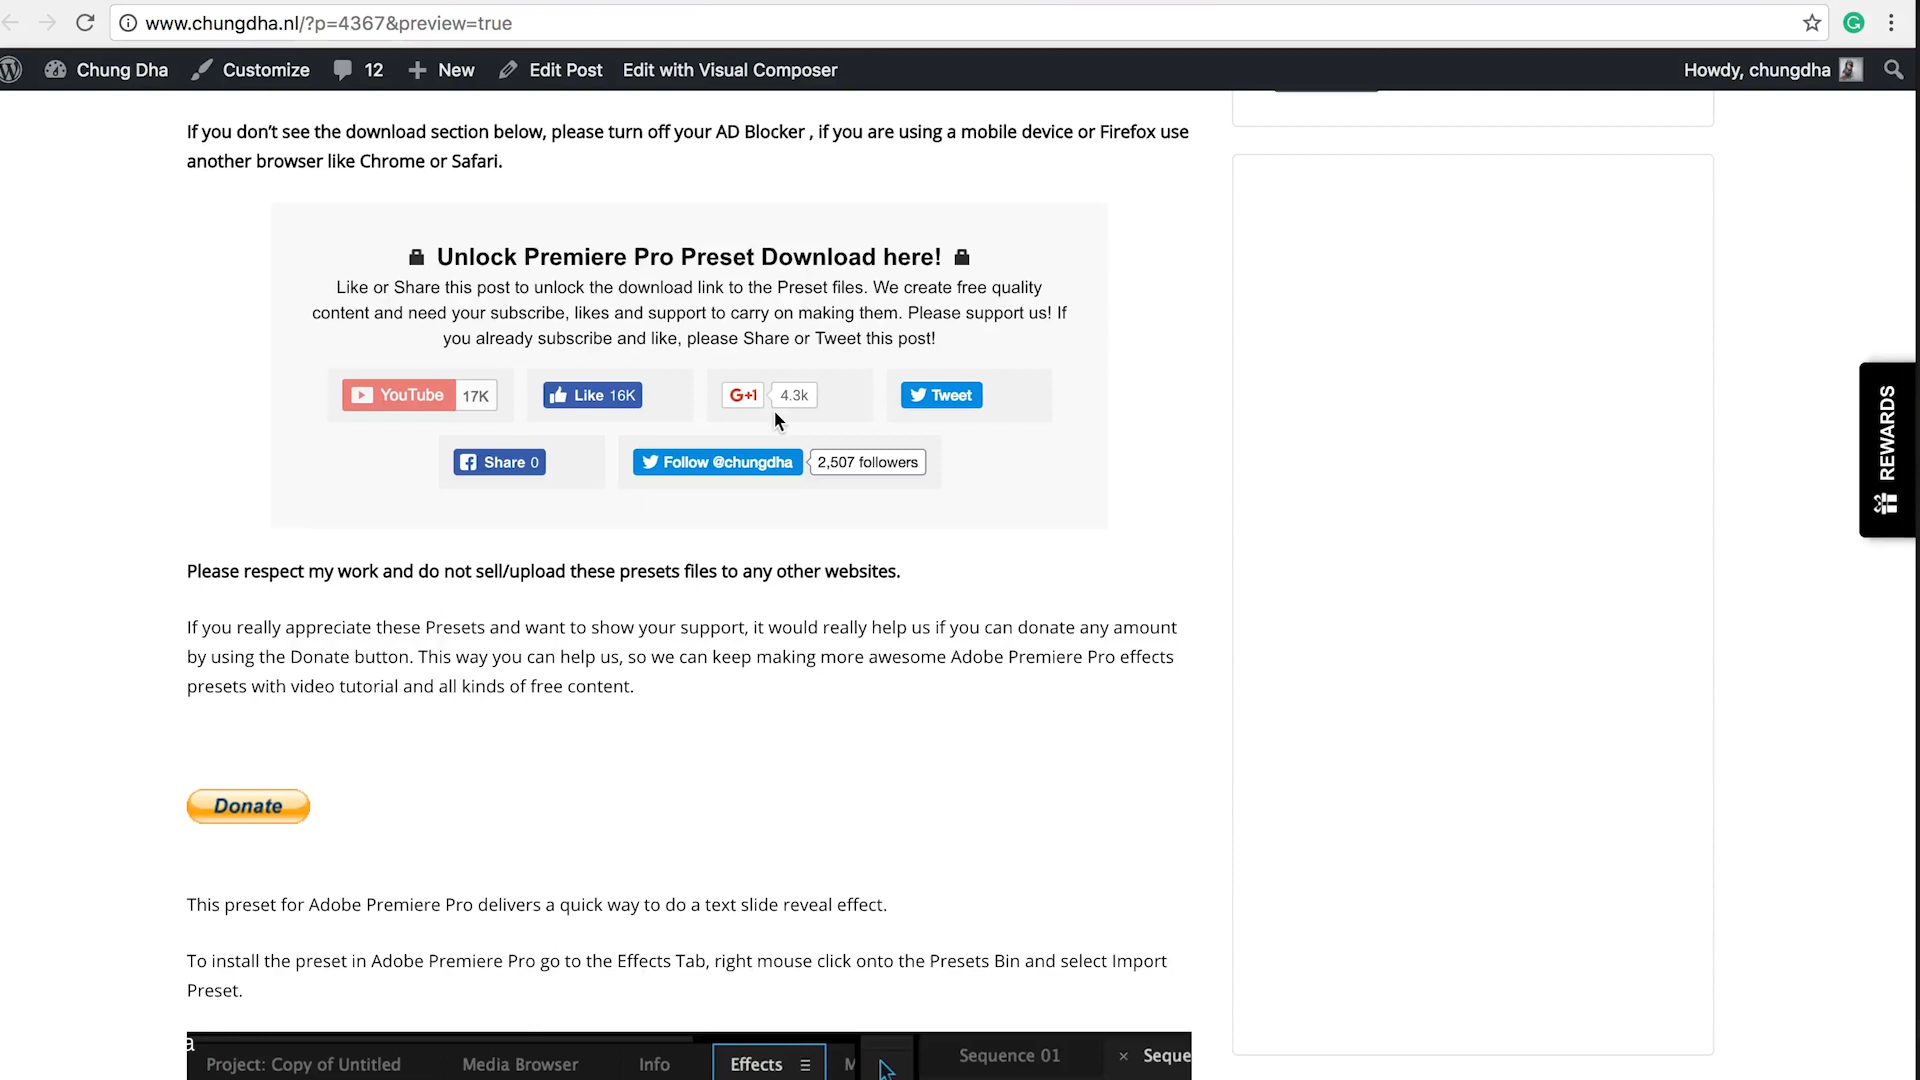 www.chungdha.nl/?p=4367&preview=true
Chung Dha Customize 12 New Edit Post Edit with Visual Composer Howdy, chungdha
If you don't see the download section below, please turn off your AD Blocker , if you are using a mobile device or Firefox use
another browser like Chrome or Safari.
Unlock Premiere Pro Preset Download here!
Like or Share this post to unlock the download link to the Preset files. We create free quality
content and need your subscribe, likes and support to carry on making them. Please support us! If
you already subscribe and like, please Share or Tweet this post!
YouTube 17K Like 16K G+1 4.3k Tweet
Share 0 Follow @chungdha 2,507 followers
REWARDS
Please respect my work and do not sell/upload these presets files to any other websites.
If you really appreciate these Presets and want to show your support, it would really help us if you can donate any amount
by using the Donate button. This way you can help us, so we can keep making more awesome Adobe Premiere Pro effects
presets with video tutorial and all kinds of free content.
Donate
This preset for Adobe Premiere Pro delivers a quick way to do a text slide reveal effect.
To install the preset in Adobe Premiere Pro go to the Effects Tab, right mouse click onto the Presets Bin and select Import
Preset.
a
Project: Copy of Untitled Media Browser Info Effects M Sequence 01 × Seque